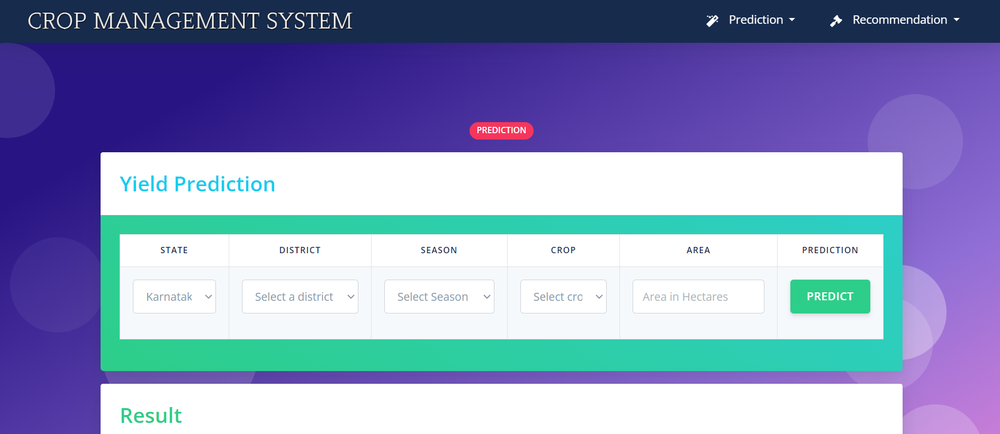 CROP MANAGEMENT SYSTEM
Prediction
Recommendation
PREDICTION
Yield Prediction
STATE DISTRICT SEASON CROP AREA PREDICTION
Karnatak Select a district Select Season Select cro Area in Hectares PREDICT
Result